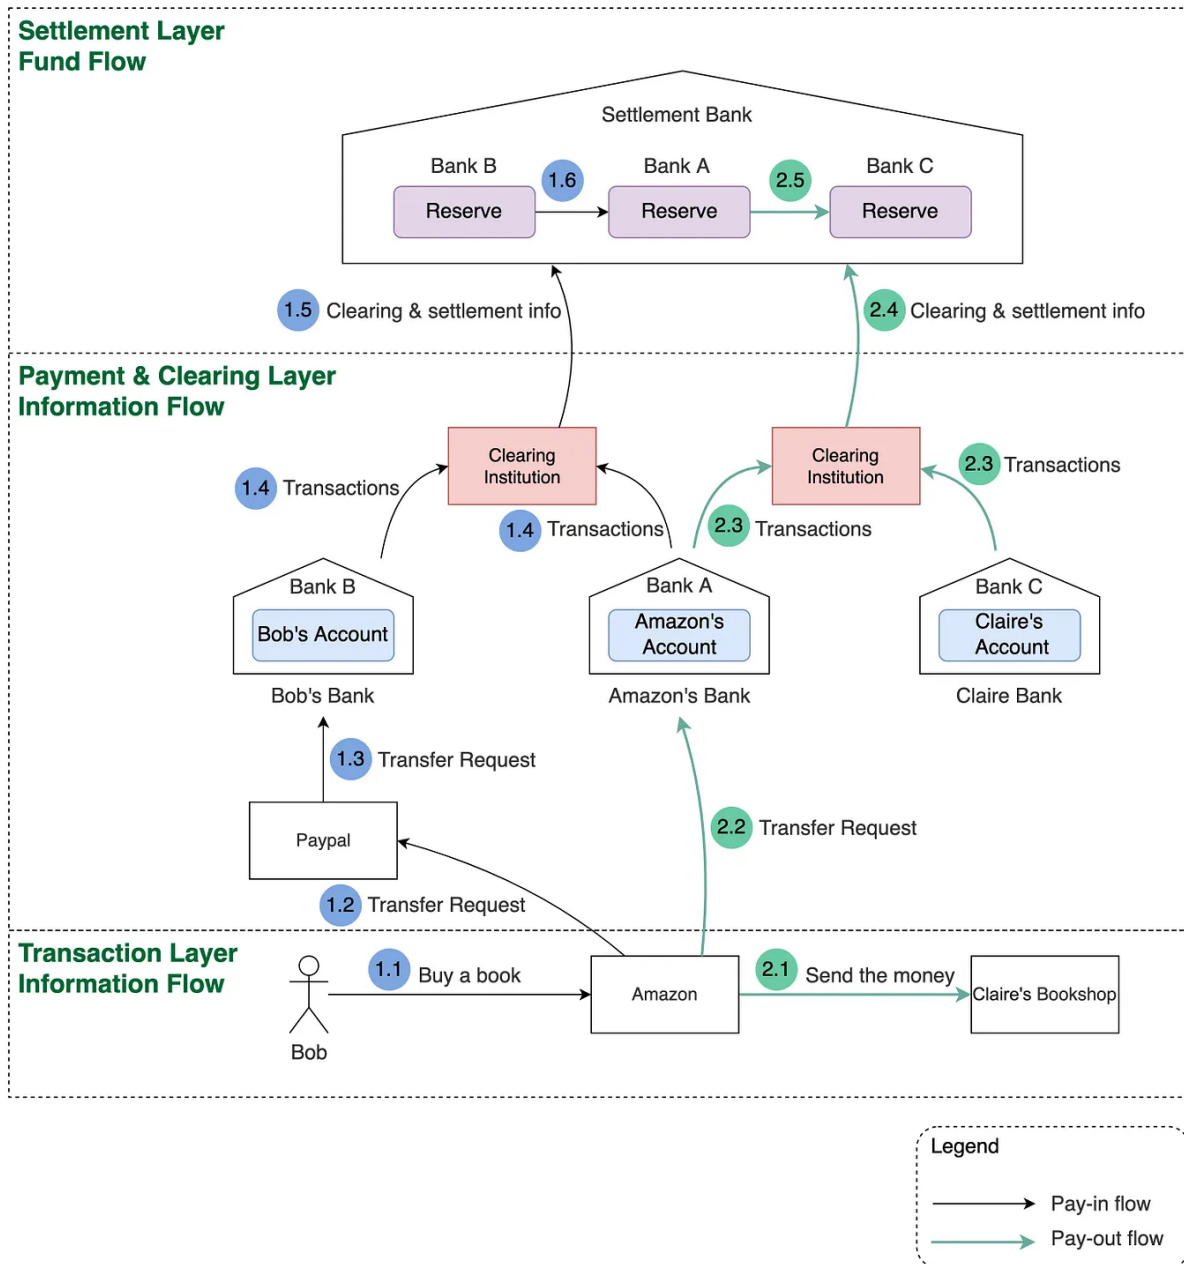 Settlement Layer
Fund Flow
Settlement Bank
Bank B
1.6
Bank A
2.5
Bank C
Reserve
Reserve
Reserve
1.5 Clearing & settlement info
2.4 Clearing & settlement info
Payment & Clearing Layer
Information Flow
Clearing
Institution
Clearing
Institution
1.4 Transactions
2.3 Transactions
1.4 Transactions
2.3 Transactions
Bank B
Bob's Account
Bob's Bank
Bank A
Amazon's
Account
Amazon's Bank
Bank C
Claire's
Account
Claire Bank
1.3 Transfer Request
Paypal
2.2 Transfer Request
1.2 Transfer Request
Transaction Layer
Information Flow
Bob
1.1 Buy a book
Amazon
2.1 Send the money
Claire's Bookshop
Legend
Pay-in flow
Pay-out flow